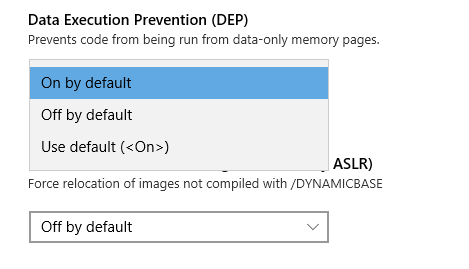 Data Execution Prevention (DEP)
Prevents code from being run from data-only memory pages.
On by default
Off by default
Use default (<On>)
ASLR)
Force relocation of images not compiled with /DYNAMICBASE
Off by default